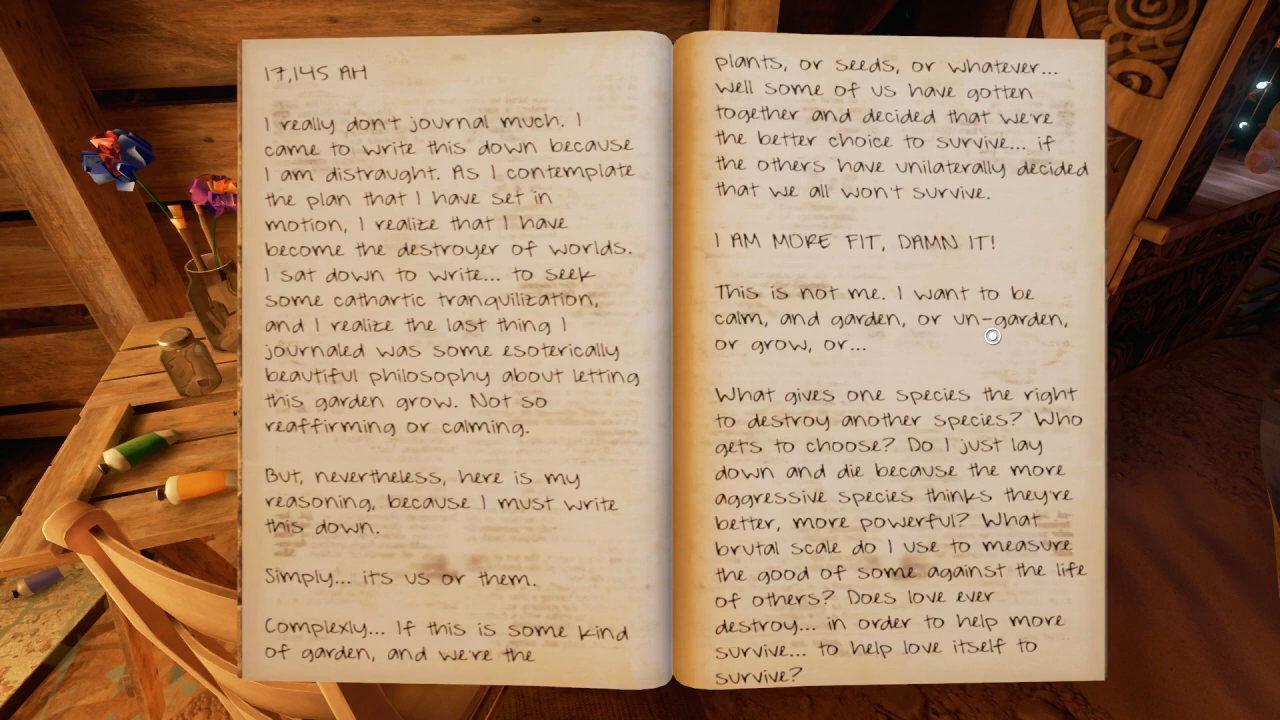 17,145 AH
I really don't journal much. I
came to write this down because
I am distraught. As I contemplate
the plan that I have set in
motion, I realize that I have
become the destroyer of worlds.
I sat down to write... to seek
some cathartic tranquilization,
and I realize the last thing I
journaled was some esoterically
beautiful philosophy about letting
this garden grow. Not so
reaffirming or calming.
But, nevertheless, here is my
reasoning, because I must write
this down.
Simply... it's us or them.
Complexly... If this is some kind
of garden, and we're the
plants, or seeds, or whatever...
well some of us have gotten
together and decided that we're
the better choice to survive... if
the others have unilaterally decided
that we all won't survive.
I AM MORE FIT, DAMN IT!
This is not me. I want to be
calm, and garden, or un-garden,
or grow, or...
What gives one species the right
to destroy another species? Who
gets to choose? Do I just lay
down and die because the more
aggressive species thinks they're
better, more powerful? What
brutal scale do I use to measure
the good of some against the life
of others? Does love ever
destroy... in order to help more
survive... to help love itself to
survive?